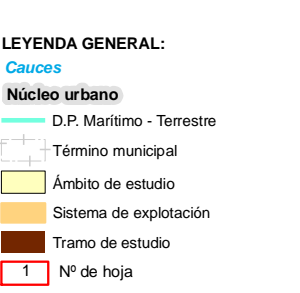 LEYENDA GENERAL:
Cauces
Núcleo urbano
D.P. Marítimo - Terrestre
Término municipal
Ámbito de estudio
Sistema de explotación
Tramo de estudio
1 Nº de hoja